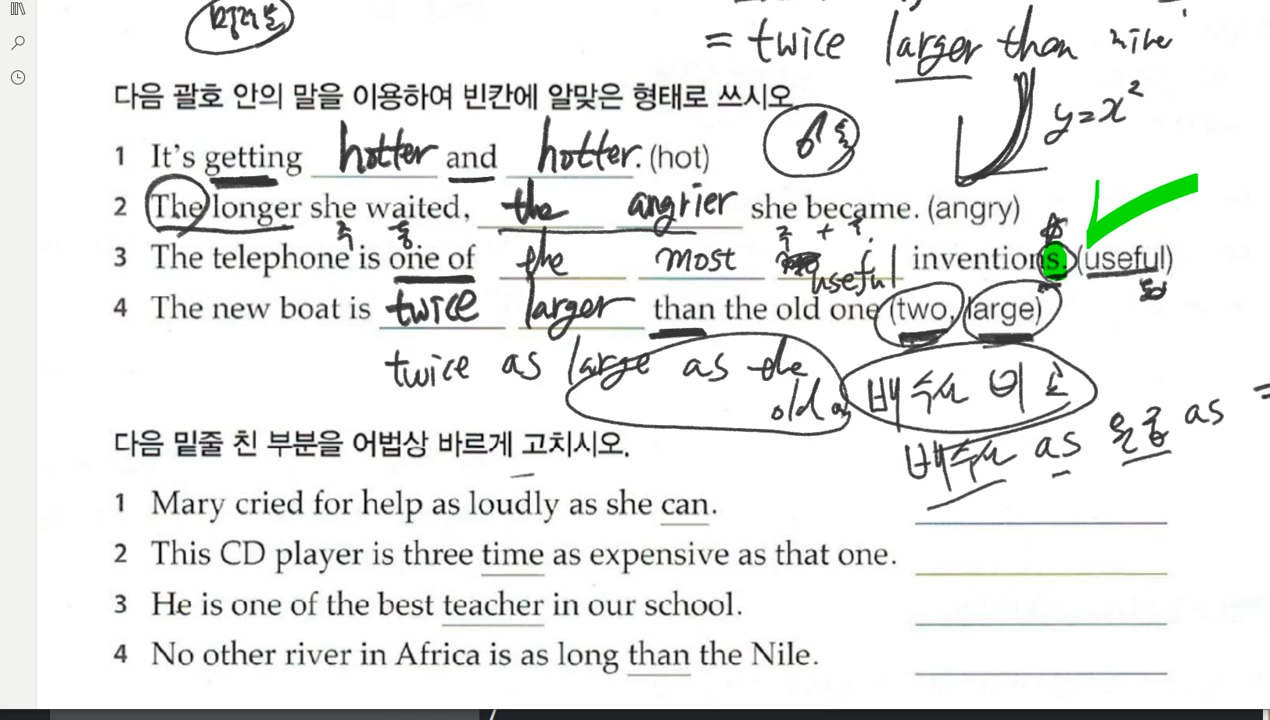 = twice larger than
다음 괄호 안의 말을 이용하여 빈칸에 알맞은 형태로 쓰시오
y=x²
1 It's getting hotter and hotter. (hot)
2 The longer she waited, the angrier she became. (angry)
주 동 주 + 동
3 The telephone is one of the most useful inventions. (useful)
4 The new boat is twice larger than the old one (two, large)
twice as large as the old
배수사 비교
배수사 as 원급 as =
다음 밑줄 친 부분을 어법상 바르게 고치시오.
1 Mary cried for help as loudly as she can.
2 This CD player is three time as expensive as that one.
3 He is one of the best teacher in our school.
4 No other river in Africa is as long than the Nile.